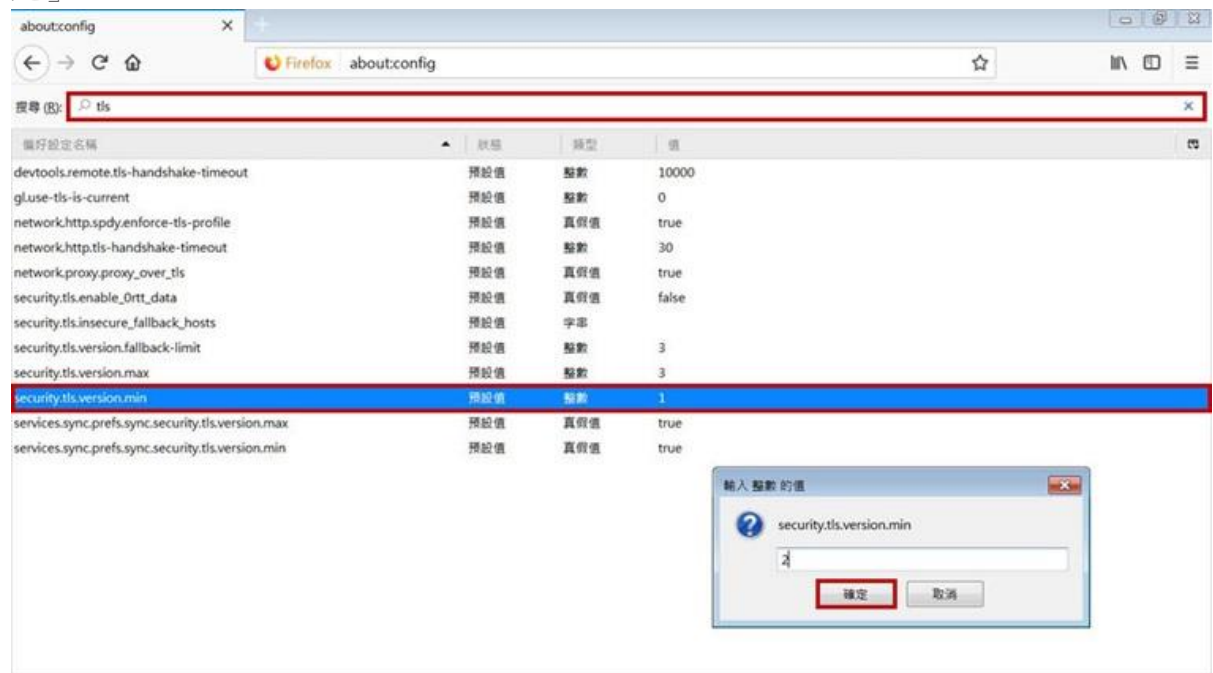 about:config
Firefox about:config
搜尋 (R): tls
偏好設定名稱 狀態 類型 值
devtools.remote.tls-handshake-timeout 預設值 整數 10000
gl.use-tls-is-current 預設值 整數 0
network.http.spdy.enforce-tls-profile 預設值 真假值 true
network.http.tls-handshake-timeout 預設值 整數 30
network.proxy.proxy_over_tls 預設值 真假值 true
security.tls.enable_0rtt_data 預設值 真假值 false
security.tls.insecure_fallback_hosts 預設值 字串
security.tls.version.fallback-limit 預設值 整數 3
security.tls.version.max 預設值 整數 3
security.tls.version.min 預設值 整數 1
services.sync.prefs.sync.security.tls.version.max 預設值 真假值 true
services.sync.prefs.sync.security.tls.version.min 預設值 真假值 true
輸入 整數 的值
security.tls.version.min
2
確定 取消